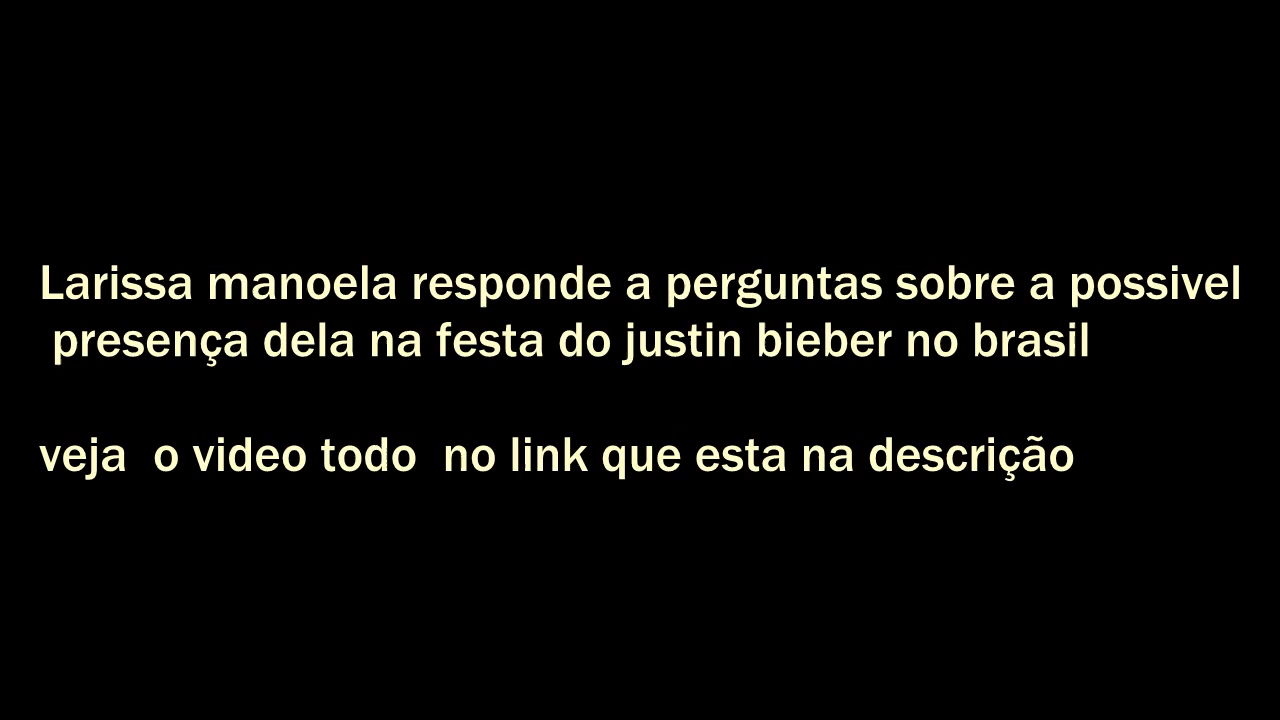 Larissa manoela responde a perguntas sobre a possivel
presença dela na festa do justin bieber no brasil
veja o video todo no link que esta na descrição